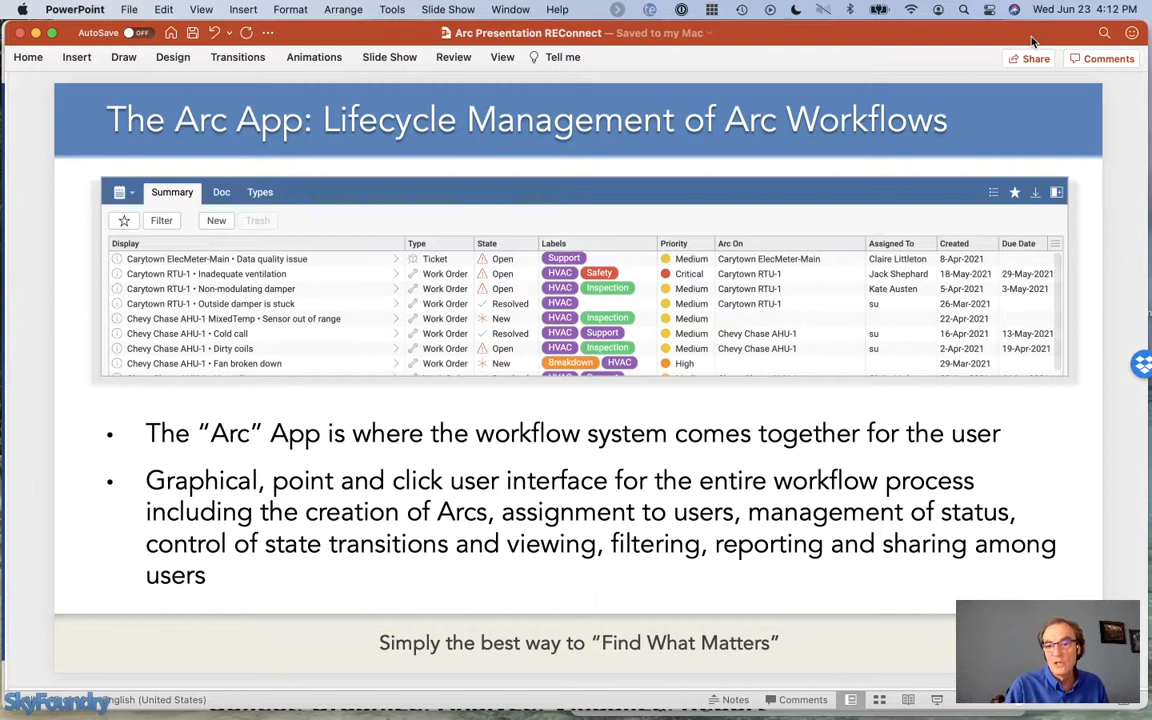 PowerPoint File Edit View Insert Format Arrange Tools Slide Show Window Help Wed Jun 23 4:12 PM
AutoSave OFF Arc Presentation REConnect — Saved to my Mac
Home Insert Draw Design Transitions Animations Slide Show Review View Tell me Share Comments
The Arc App: Lifecycle Management of Arc Workflows
Summary Doc Types
Filter New Trash
Display Type State Labels Priority Arc On Assigned To Created Due Date
Carytown ElecMeter-Main • Data quality issue Ticket Open Support Medium Carytown ElecMeter-Main Claire Littleton 8-Apr-2021
Carytown RTU-1 • Inadequate ventilation Work Order Open HVAC Safety Critical Carytown RTU-1 Jack Shephard 18-May-2021 29-May-2021
Carytown RTU-1 • Non-modulating damper Work Order Open HVAC Inspection Medium Carytown RTU-1 Kate Austen 5-Apr-2021 3-May-2021
Carytown RTU-1 • Outside damper is stuck Work Order Resolved HVAC Medium Carytown RTU-1 su 26-Mar-2021
Chevy Chase AHU-1 MixedTemp • Sensor out of range Work Order New HVAC Inspection Medium 22-Apr-2021
Chevy Chase AHU-1 • Cold call Work Order Resolved HVAC Support Medium Chevy Chase AHU-1 su 16-Apr-2021 13-May-2021
Chevy Chase AHU-1 • Dirty coils Work Order Open HVAC Inspection Medium Chevy Chase AHU-1 su 2-Apr-2021 19-Apr-2021
Chevy Chase AHU-1 • Fan broken down Work Order New Breakdown HVAC High 29-Mar-2021
• The “Arc” App is where the workflow system comes together for the user
• Graphical, point and click user interface for the entire workflow process
including the creation of Arcs, assignment to users, management of status,
control of state transitions and viewing, filtering, reporting and sharing among
users
Simply the best way to “Find What Matters”
SkyFoundry English (United States) Notes Comments